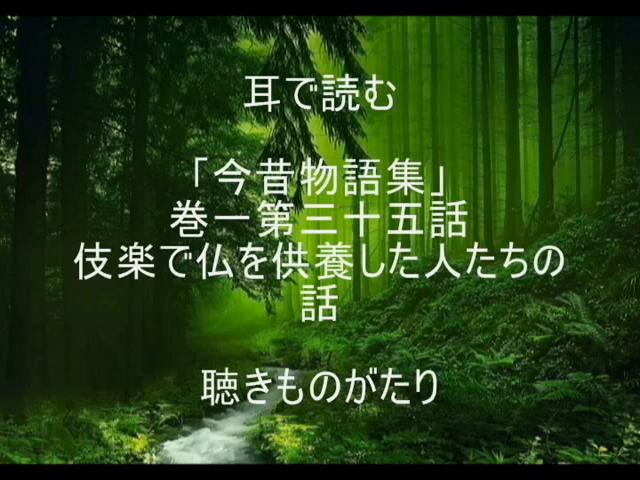 耳で読む
「今昔物語集」
巻一第三十五話
伎楽で仏を供養した人たちの
話
聴きものがたり